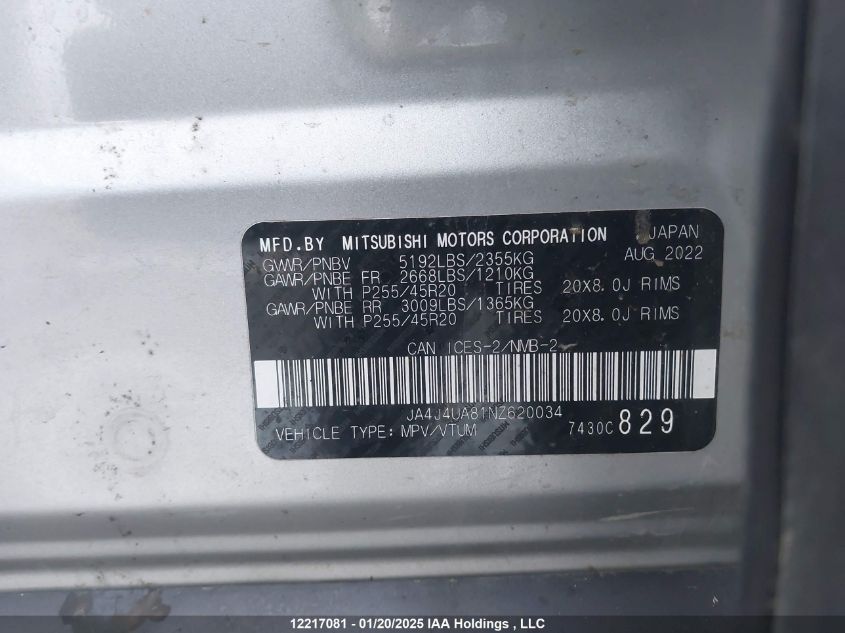 MFD.BY MITSUBISHI MOTORS CORPORATION JAPAN
GVWR/PNBV 5192LBS/2355KG AUG 2022
GAWR/PNBE FR 2668LBS/1210KG
WITH P255/45R20 TIRES 20X8.0J RIMS
GAWR/PNBE RR 3009LBS/1365KG
WITH P255/45R20 TIRES 20X8.0J RIMS
CAN ICES-2/NMB-2
JA4J4UA81NZ620034
VEHICLE TYPE: MPV/VTUM 7430C 829
12217081 - 01/20/2025 IAA Holdings , LLC